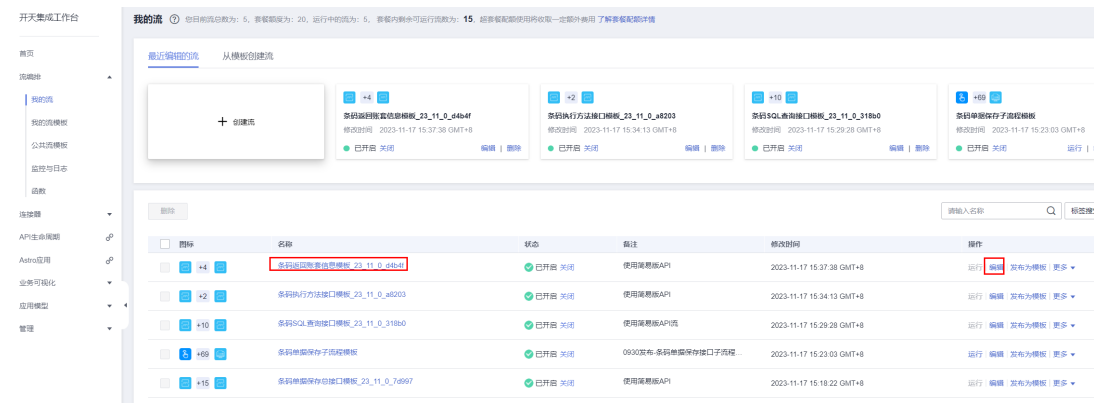 开天集成工作台
我的流 您目前流总数为: 5, 套餐额度为: 20, 运行中的流为: 5, 套餐内剩余可运行流数为: 15, 超套餐配额使用将收取一定额外费用 了解套餐配额详情
首页
流编排
我的流
我的流模板
公共流模板
监控与日志
函数
连接器
API生命周期
Astro应用
业务可视化
应用模型
管理
最近编辑的流 从模板创建流
+ 创建流
+4
条码返回账套信息模板_23_11_0_d4b4f
修改时间 2023-11-17 15:37:38 GMT+8
已开启 关闭 编辑 | 删除
+2
条码执行方法接口模板_23_11_0_a8203
修改时间 2023-11-17 15:34:13 GMT+8
已开启 关闭 编辑 | 删除
+10
条码SQL查询接口模板_23_11_0_318b0
修改时间 2023-11-17 15:29:28 GMT+8
已开启 关闭 编辑 | 删除
+69
条码单据保存子流程模板
修改时间 2023-11-17 15:23:03 GMT+8
已开启 关闭 运行 |
删除 请输入名称 标签搜
图标 名称 状态 备注 修改时间 操作
+4 条码返回账套信息模板_23_11_0_d4b4f 已开启 关闭 使用简易版API 2023-11-17 15:37:38 GMT+8 运行 编辑 发布为模板 更多
+2 条码执行方法接口模板_23_11_0_a8203 已开启 关闭 使用简易版API 2023-11-17 15:34:13 GMT+8 运行 编辑 发布为模板 更多
+10 条码SQL查询接口模板_23_11_0_318b0 已开启 关闭 使用简易版API流 2023-11-17 15:29:28 GMT+8 运行 编辑 发布为模板 更多
+69 条码单据保存子流程模板 已开启 关闭 0930发布-条码单据保存接口子流程... 2023-11-17 15:23:03 GMT+8 运行 编辑 发布为模板 更多
+15 条码单据保存总接口模板_23_11_0_7d997 已开启 关闭 使用简易版API 2023-11-17 15:18:22 GMT+8 运行 编辑 发布为模板 更多